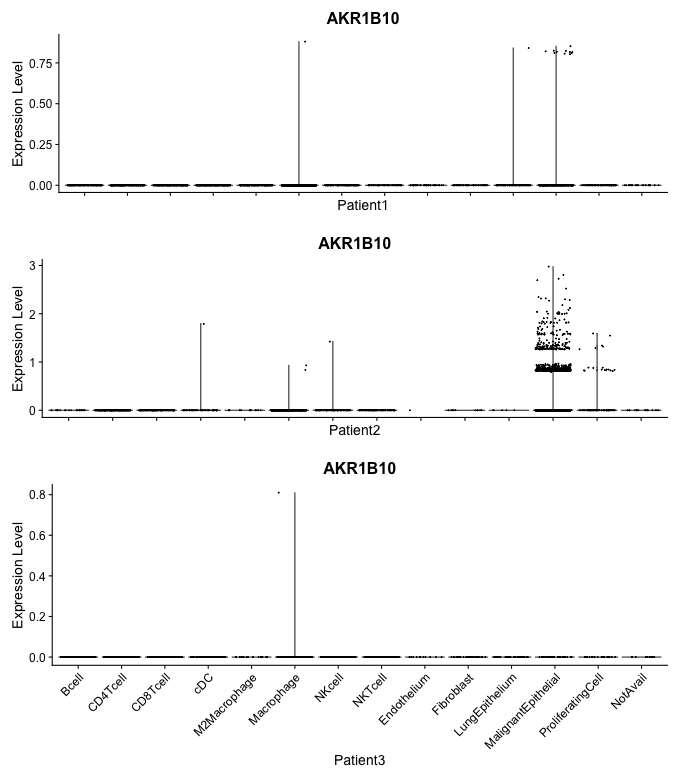 AKR1B10
Expression Level
0.75
0.50
0.25
0.00
Patient1
AKR1B10
Expression Level
3
2
1
0
Patient2
AKR1B10
Expression Level
0.8
0.6
0.4
0.2
0.0
Bcell
CD4Tcell
CD8Tcell
cDC
M2Macrophage
Macrophage
NKcell
NKTcell
Endothelium
Fibroblast
LungEpithelium
MalignantEpithelial
ProliferatingCell
NotAvail
Patient3